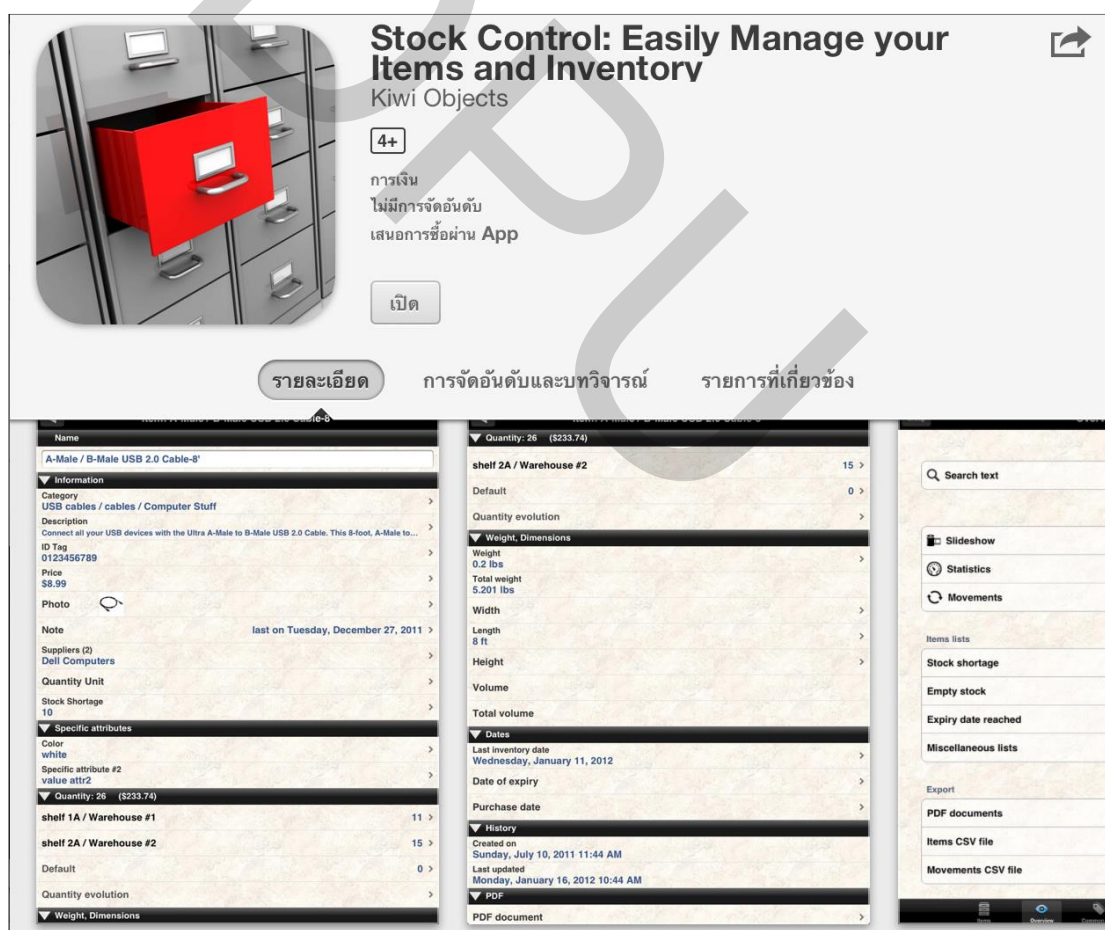 Stock Control: Easily Manage your
Items and Inventory
Kiwi Objects
4+
การเงิน
ไม่มีการจัดอันดับ
เสนอการซื้อผ่าน App
เปิด
รายละเอียด
การจัดอันดับและบทวิจารณ์
รายการที่เกี่ยวข้อง
Name
A-Male / B-Male USB 2.0 Cable-8'
Information
Category
USB cables / cables / Computer Stuff
Description
Connect all your USB devices with the Ultra A-Male to B-Male USB 2.0 Cable. This 8-foot, A-Male to...
ID Tag
0123456789
Price
$8.99
Photo
Note last on Tuesday, December 27, 2011
Suppliers (2)
Dell Computers
Quantity Unit
Stock Shortage
10
Specific attributes
Color
white
Specific attribute #2
value attr2
Quantity: 26 ($233.74)
shelf 1A / Warehouse #1 11
shelf 2A / Warehouse #2 15
Default 0
Quantity evolution
Weight, Dimensions
Quantity: 26 ($233.74)
shelf 2A / Warehouse #2 15
Default 0
Quantity evolution
Weight, Dimensions
Weight
0.2 lbs
Total weight
5.201 lbs
Width
Length
8 ft
Height
Volume
Total volume
Dates
Last inventory date
Wednesday, January 11, 2012
Date of expiry
Purchase date
History
Created on
Sunday, July 10, 2011 11:44 AM
Last updated
Monday, January 16, 2012 10:44 AM
PDF
PDF document
Search text
Slideshow
Statistics
Movements
Items lists
Stock shortage
Empty stock
Expiry date reached
Miscellaneous lists
Export
PDF documents
Items CSV file
Movements CSV file
Items
Overview